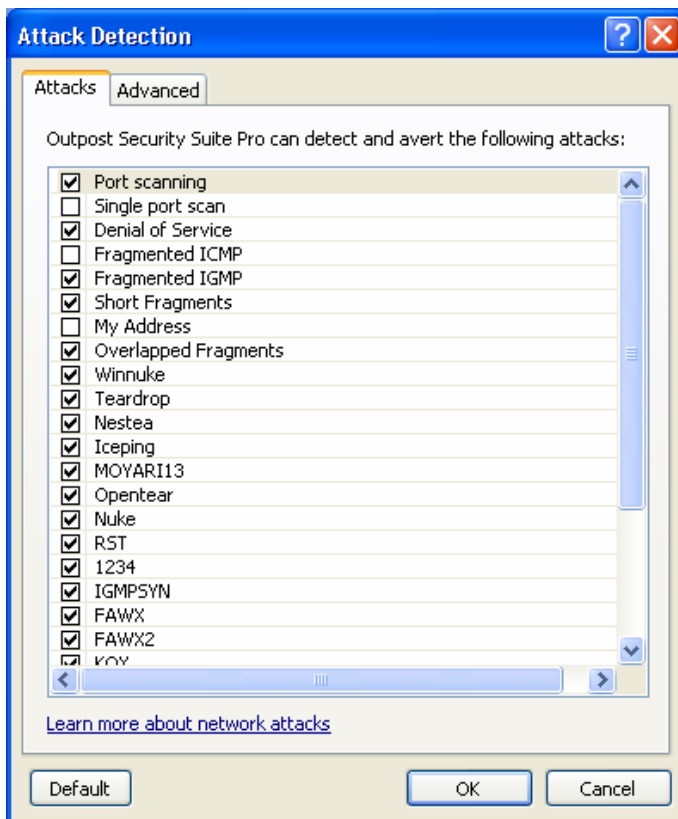 Attack Detection
Attacks
Advanced
Outpost Security Suite Pro can detect and avert the following attacks:
Port scanning
Single port scan
Denial of Service
Fragmented ICMP
Fragmented IGMP
Short Fragments
My Address
Overlapped Fragments
Winnuke
Teardrop
Nestea
Iceping
MOYARI13
Opentear
Nuke
RST
1234
IGMPSYN
FAWX
FAWX2
KOX
Learn more about network attacks
Default
OK
Cancel